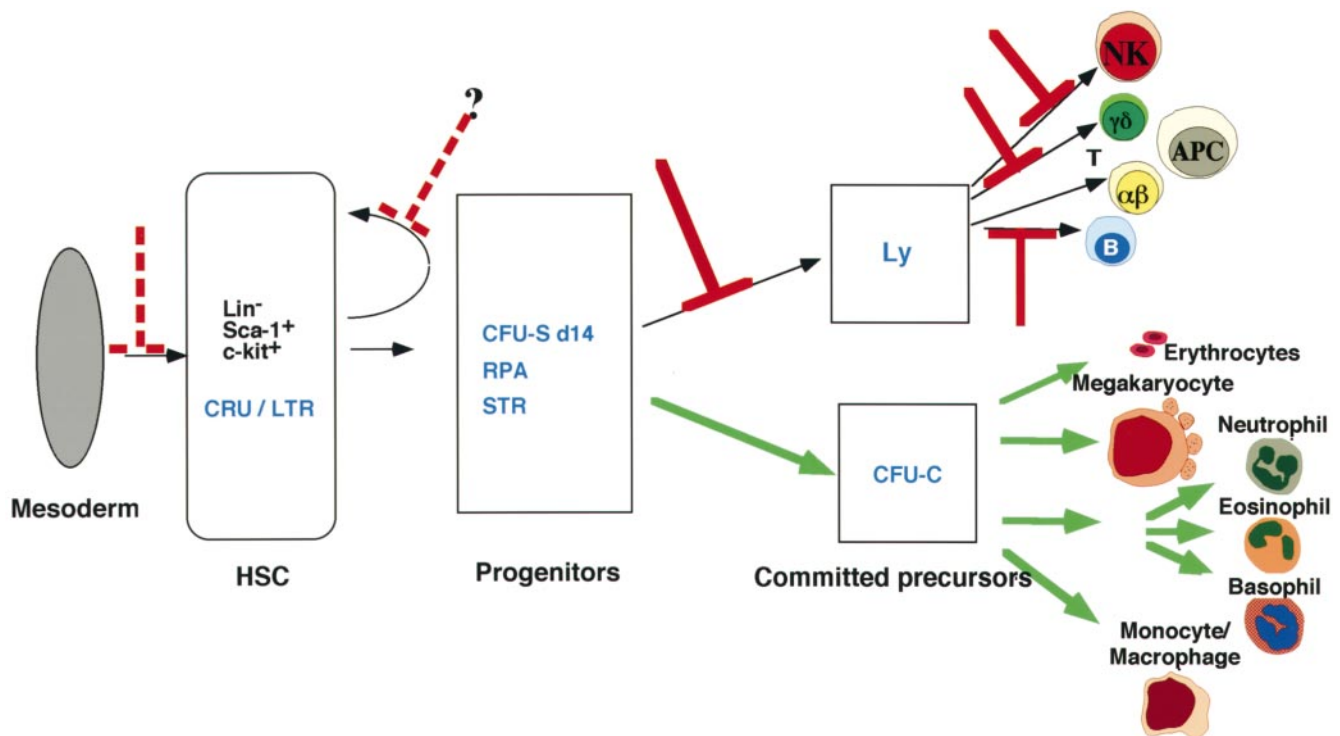 ?
NK
γδ
T
APC
αβ
B
Ly
Lin-
Sca-1+
c-kit+
CRU / LTR
CFU-S d14
RPA
STR
CFU-C
Erythrocytes
Megakaryocyte
Neutrophil
Eosinophil
Basophil
Monocyte/
Macrophage
Mesoderm
HSC
Progenitors
Committed precursors